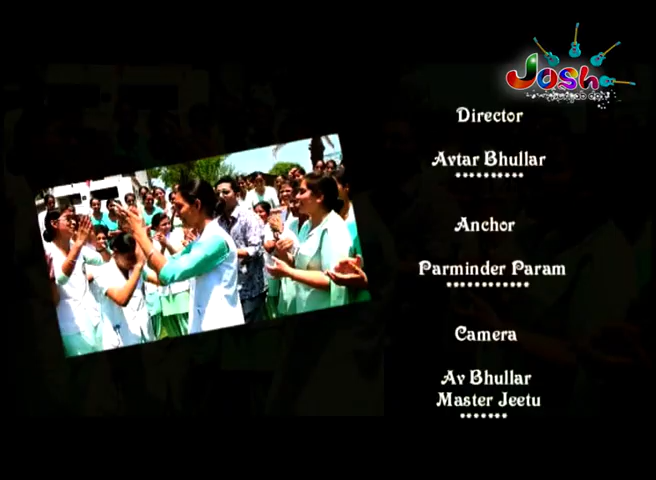 Josh
Director
Avtar Bhullar
Anchor
Parminder Param
Camera
Av Bhullar
Master Jeetu